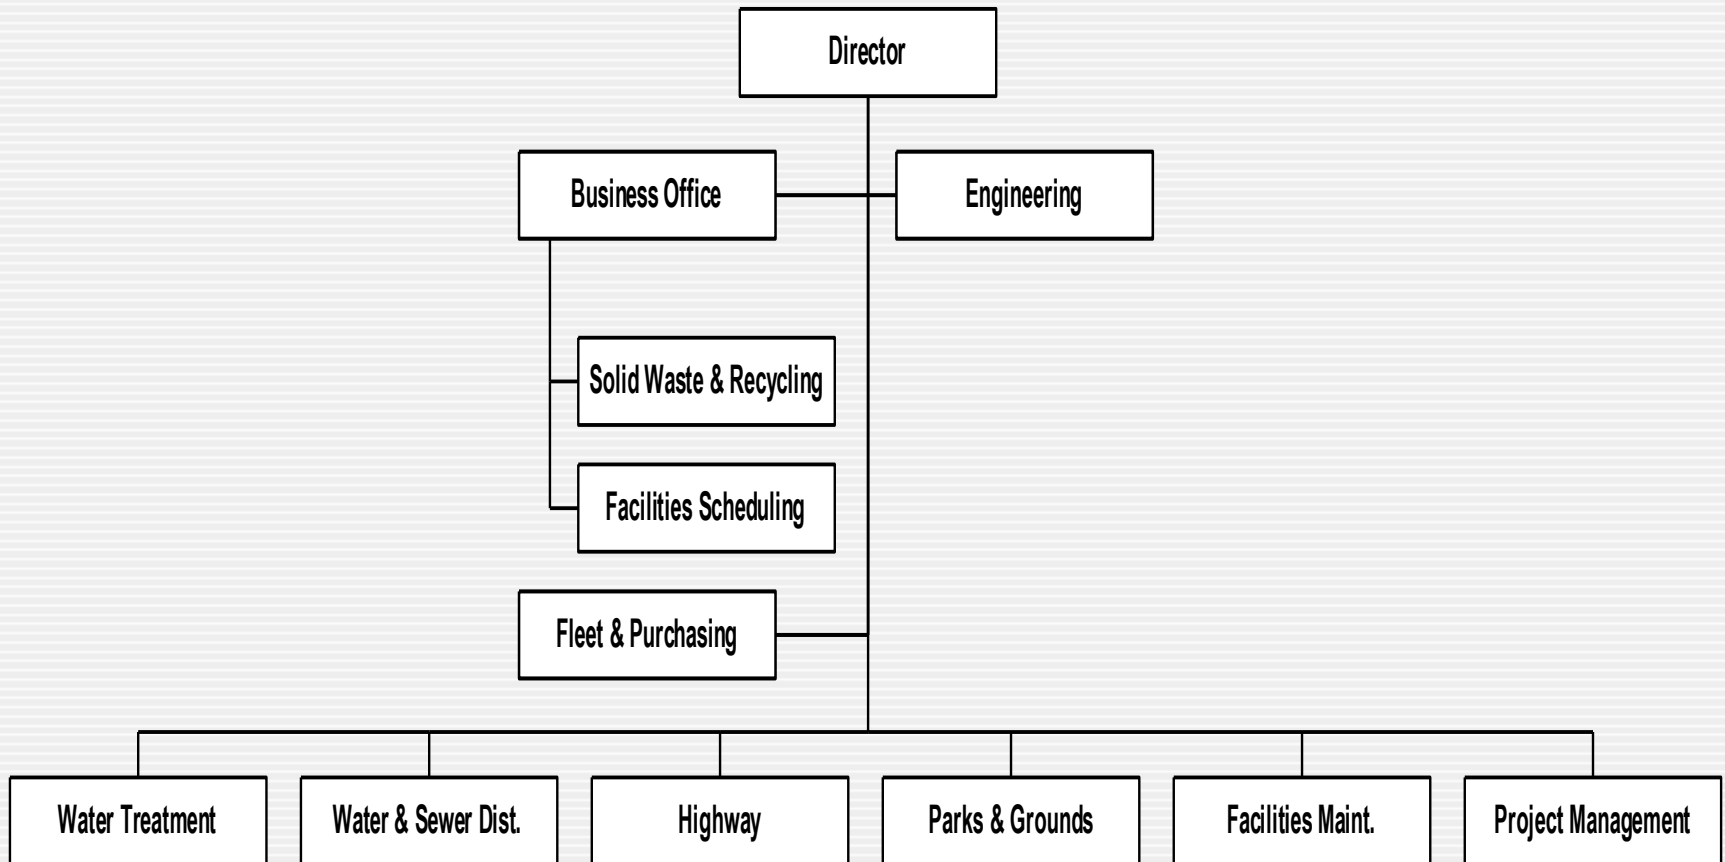 Director
Business Office
Engineering
Solid Waste & Recycling
Facilities Scheduling
Fleet & Purchasing
Water Treatment
Water & Sewer Dist.
Highway
Parks & Grounds
Facilities Maint.
Project Management